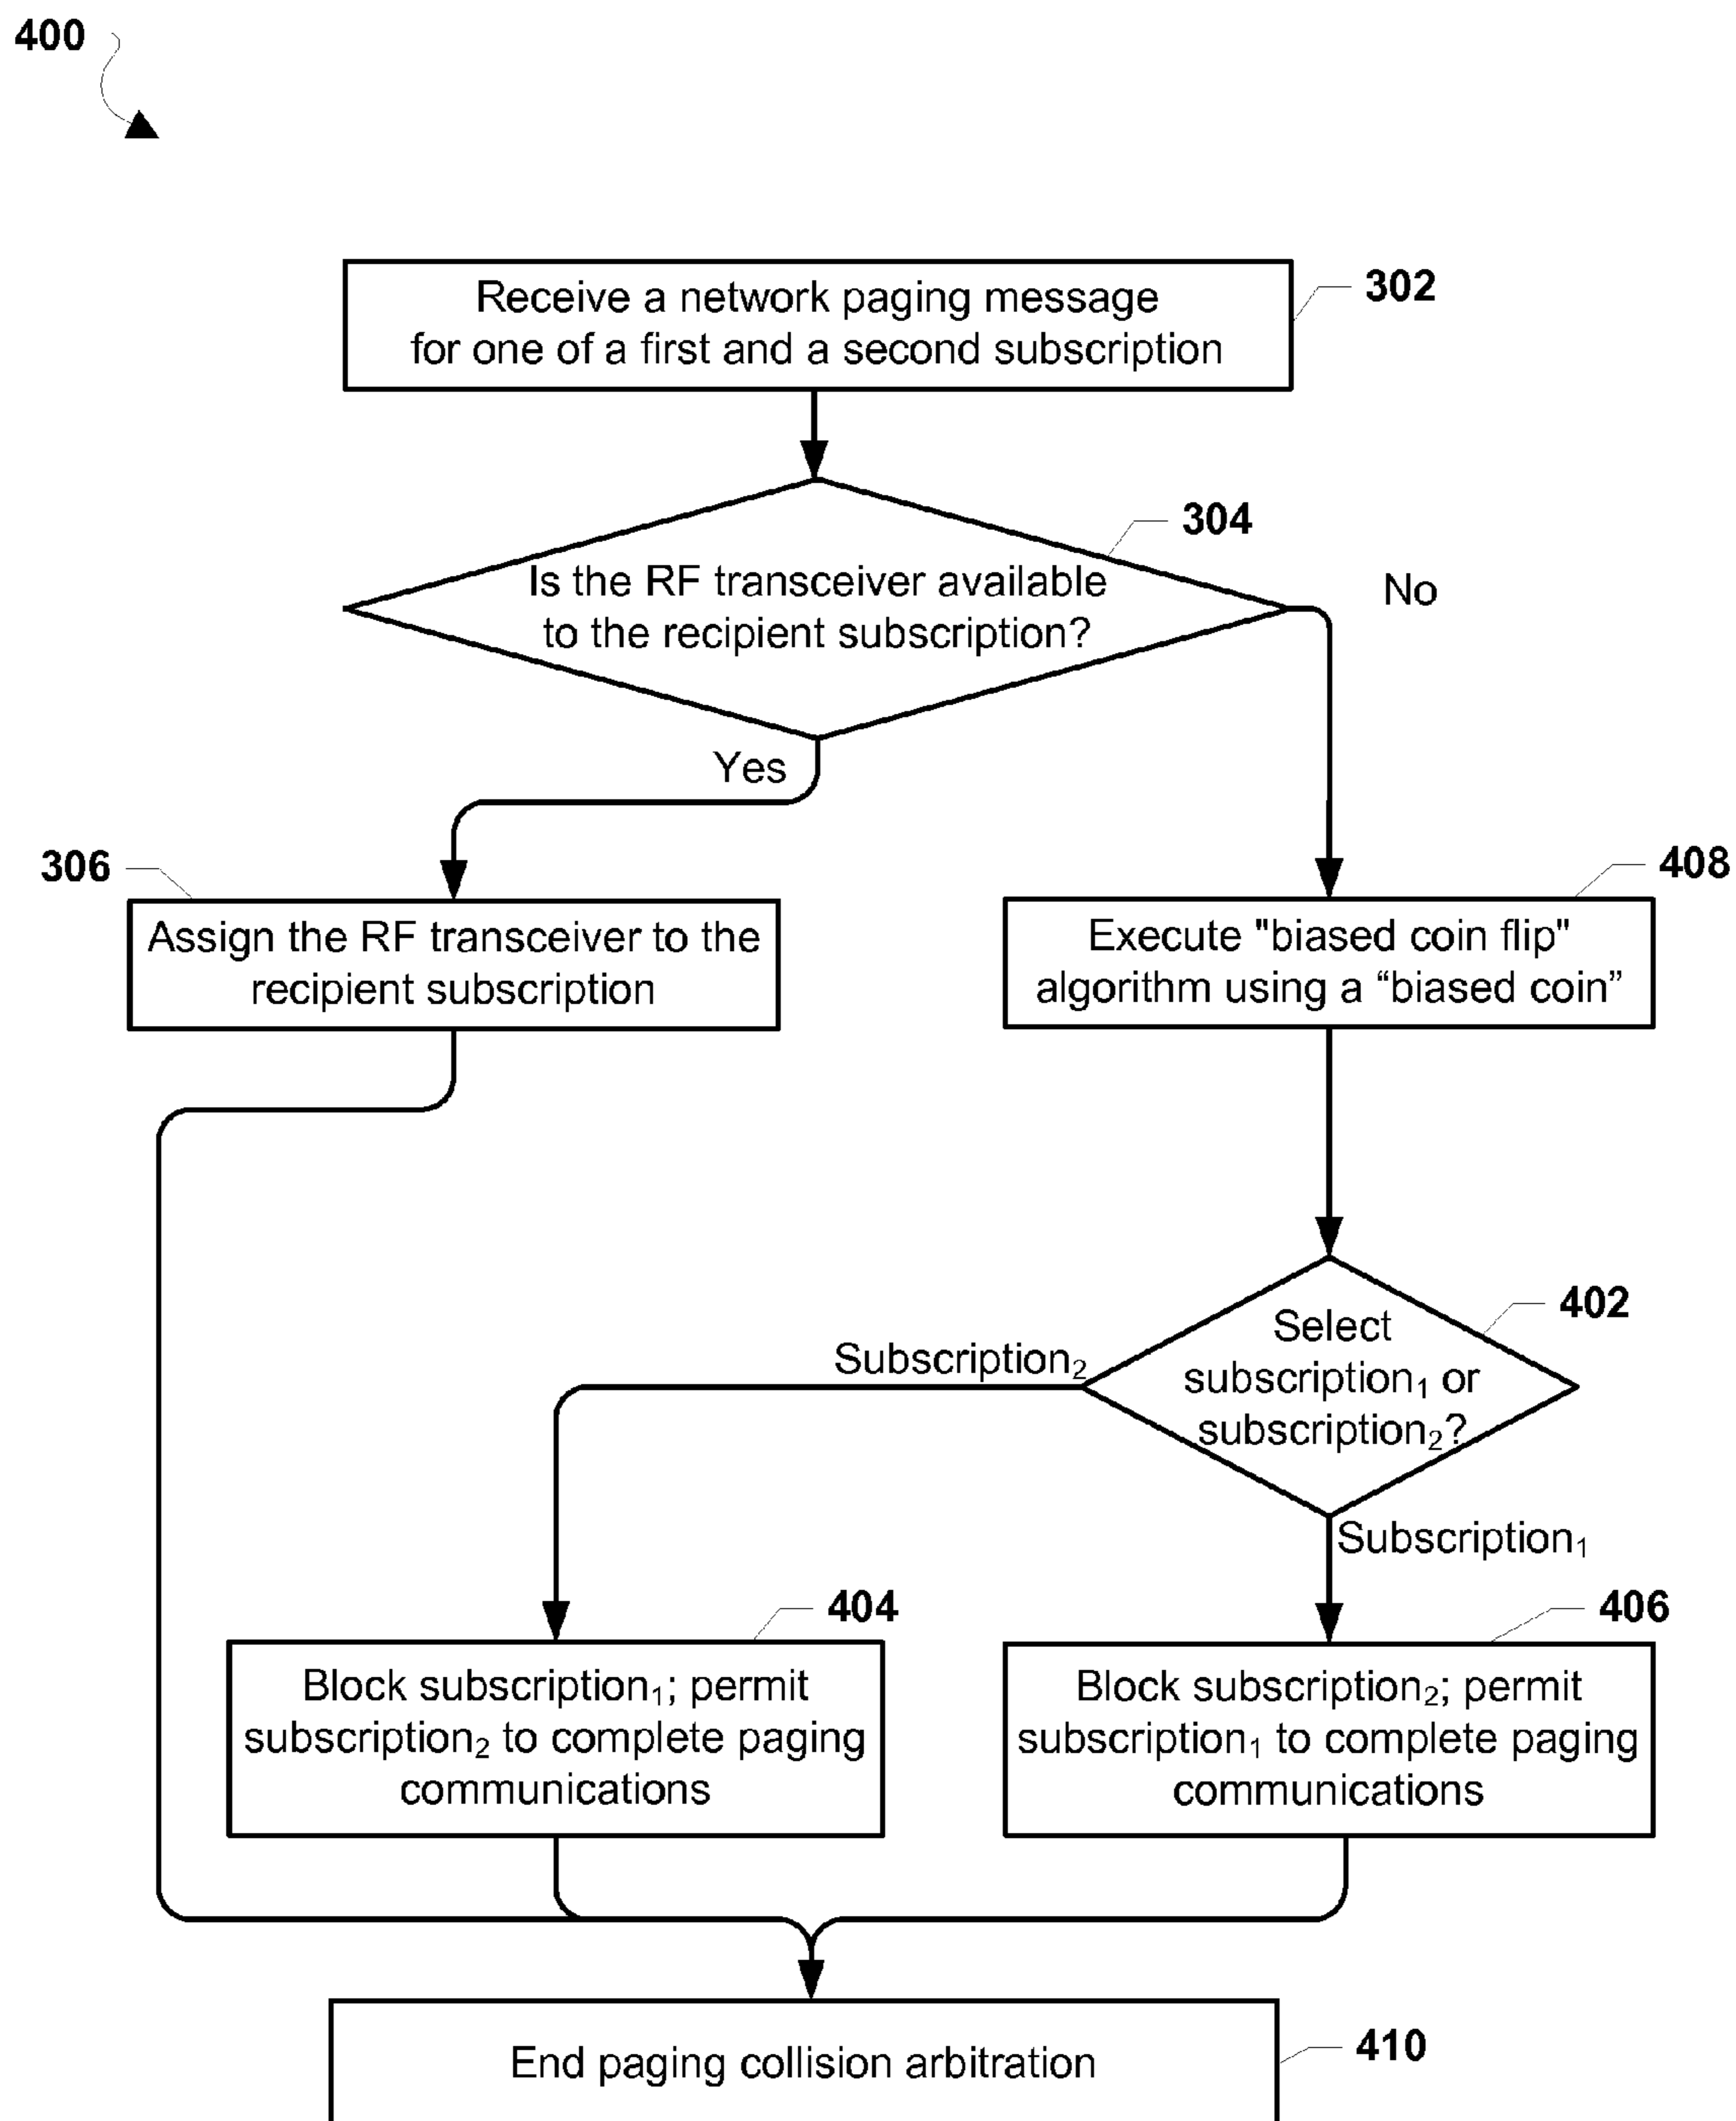 400
Receive a network paging message
for one of a first and a second subscription
302
304
Is the RF transceiver available
to the recipient subscription?
No
Yes
306
Assign the RF transceiver to the
recipient subscription
408
Execute "biased coin flip"
algorithm using a “biased coin”
402
Select
subscription₁ or
subscription₂?
Subscription₂
Subscription₁
404
Block subscription₁; permit
subscription₂ to complete paging
communications
406
Block subscription₂; permit
subscription₁ to complete paging
communications
End paging collision arbitration
410